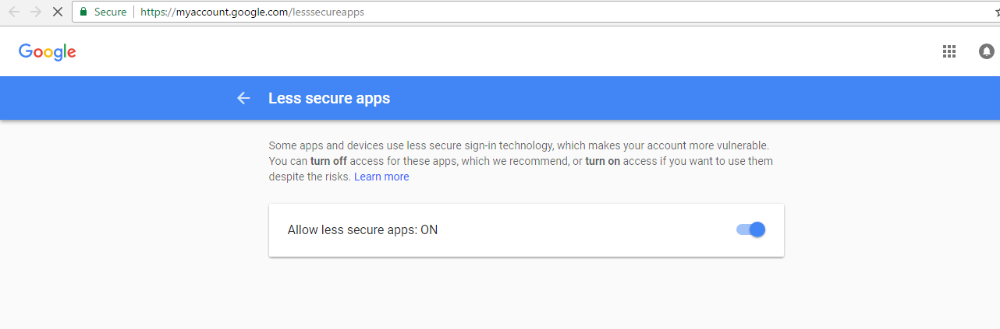 Secure https://myaccount.google.com/lesssecureapps
Google
Less secure apps
Some apps and devices use less secure sign-in technology, which makes your account more vulnerable.
You can turn off access for these apps, which we recommend, or turn on access if you want to use them
despite the risks. Learn more
Allow less secure apps: ON